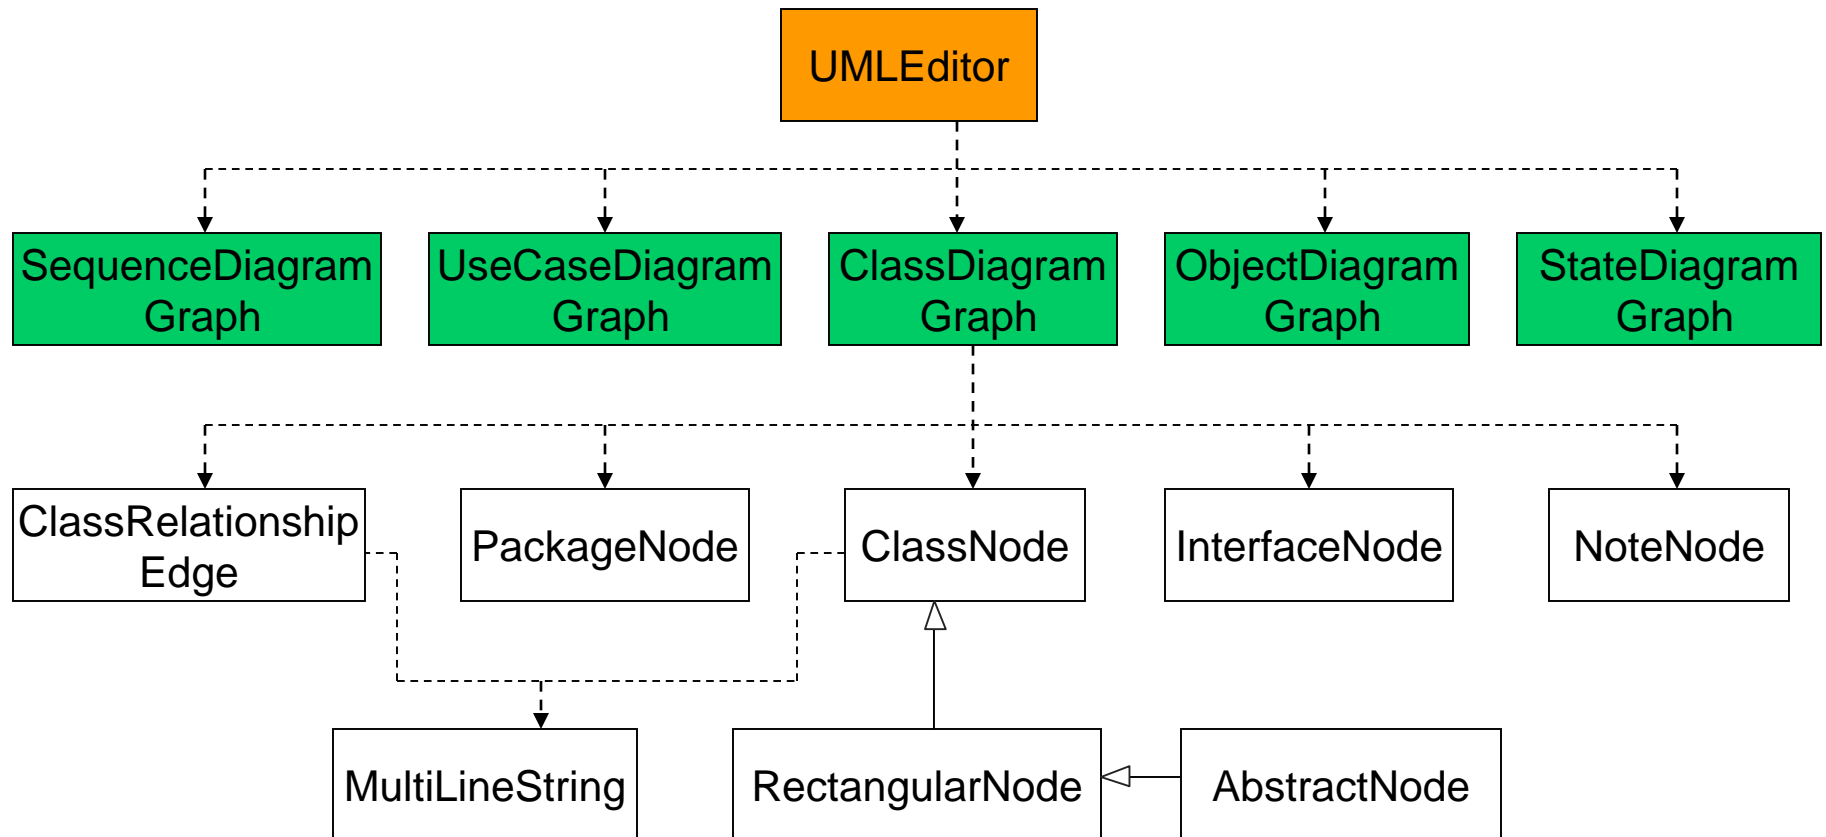 UMLEditor
SequenceDiagram
Graph
UseCaseDiagram
Graph
ClassDiagram
Graph
ObjectDiagram
Graph
StateDiagram
Graph
ClassRelationship
Edge
PackageNode
ClassNode
InterfaceNode
NoteNode
MultiLineString
RectangularNode
AbstractNode